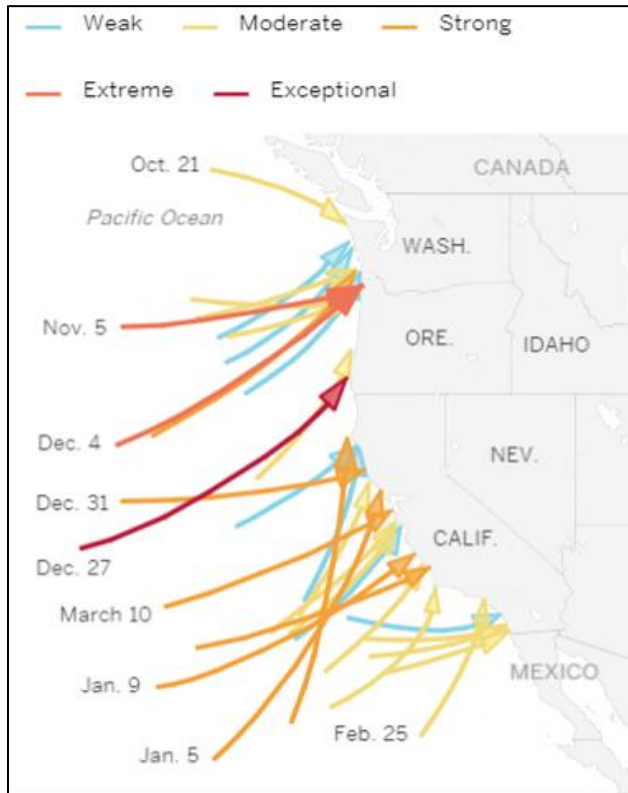 Weak Moderate Strong
Extreme Exceptional
Oct. 21
CANADA
Pacific Ocean
WASH.
Nov. 5
ORE.
IDAHO
Dec. 4
NEV.
Dec. 31
CALIF.
Dec. 27
March 10
MEXICO
Jan. 9
Feb. 25
Jan. 5